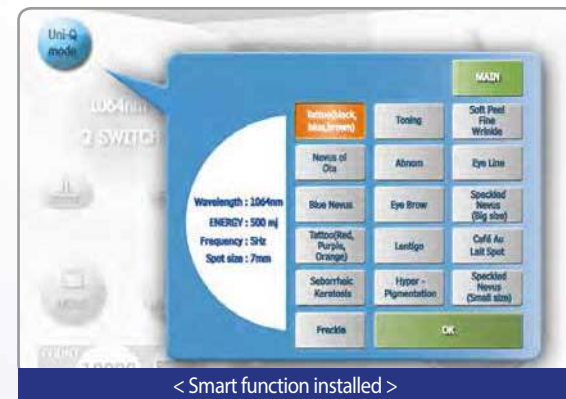 Uni-Q
mode
MAIN
1064nm
Q SWITCH
Tattoo(black,
blue,brown)
Toning
Soft Peel
Fine
Wrinkle
Nevus of
Ota
Abnom
Eye Line
Wavelength : 1064nm
ENERGY : 500 mj
Frequency : 5Hz
Spot size : 7mm
Blue Nevus
Eye Brow
Speckled
Nevus
(Big size)
Tattoo(Red,
Purple,
Orange)
Lentigo
Café Au
Lait Spot
Seborrheic
Keratosis
Hyper -
Pigmentation
Speckled
Nevus
(Small size)
Freckle
OK
COUNT
< Smart function installed >